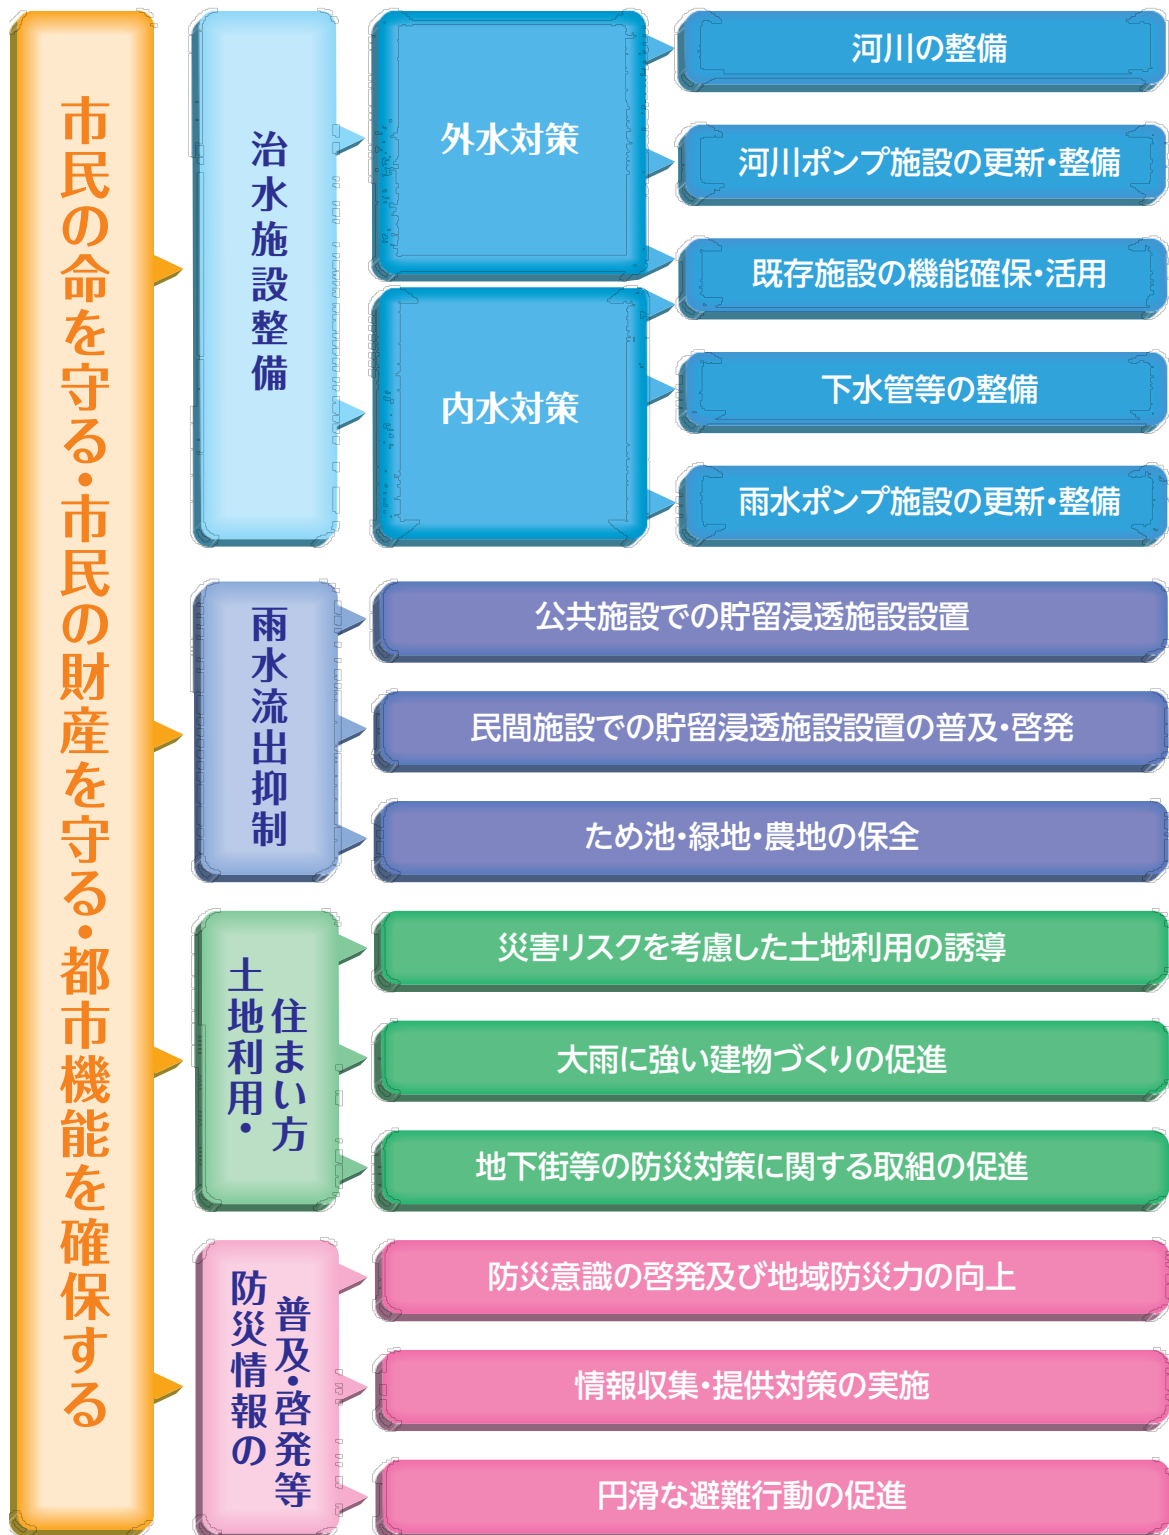 市民の命を守る・市民の財産を守る・都市機能を確保する
治水施設整備
外水対策
河川の整備
河川ポンプ施設の更新・整備
既存施設の機能確保・活用
内水対策
下水管等の整備
雨水ポンプ施設の更新・整備
雨水流出抑制
公共施設での貯留浸透施設設置
民間施設での貯留浸透施設設置の普及・啓発
ため池・緑地・農地の保全
土地利用・
住まい方
災害リスクを考慮した土地利用の誘導
大雨に強い建物づくりの促進
地下街等の防災対策に関する取組の促進
防災情報の
普及・啓発等
防災意識の啓発及び地域防災力の向上
情報収集・提供対策の実施
円滑な避難行動の促進